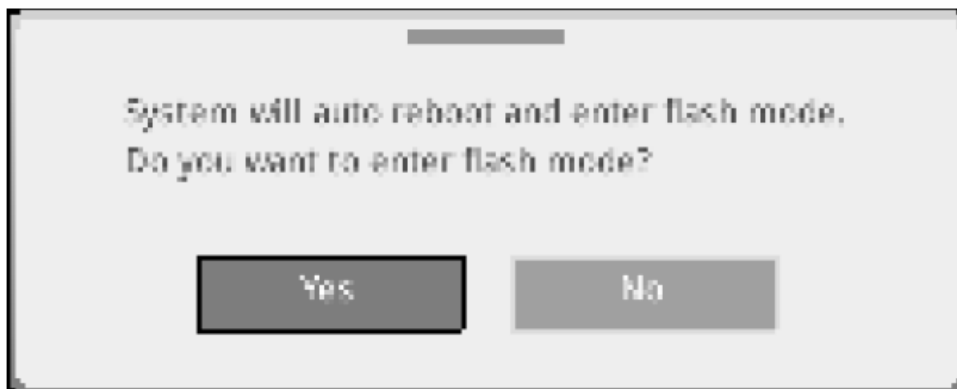 System will auto reboot and enter flash mode.
Do you want to enter flash mode?
Yes
No